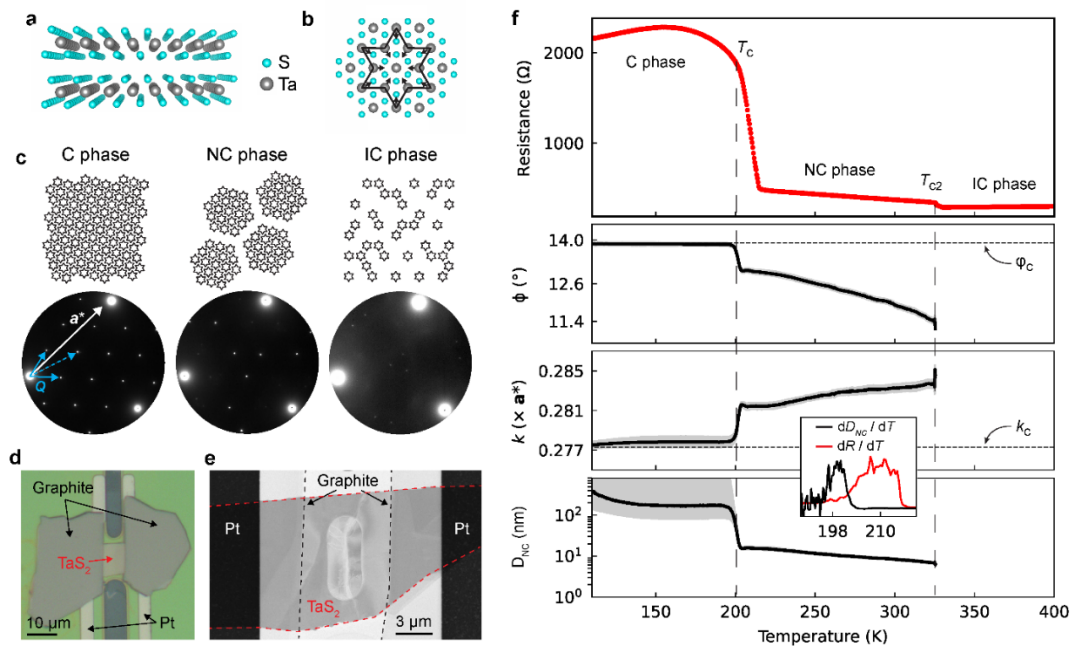 a
b
S
Ta
c
C phase
NC phase
IC phase
a*
Q
d
Graphite
TaS2
Pt
10 μm
e
Graphite
Pt
Pt
TaS2
3 μm
f
Resistance (Ω)
2000
1000
C phase
TC
NC phase
TC2
IC phase
ϕ (°)
14.0
12.6
11.4
φC
k (× a*)
0.285
0.281
0.277
kC
dDNC / dT
dR / dT
198
210
DNC (nm)
10²
10¹
10⁰
150
200
250
300
350
400
Temperature (K)